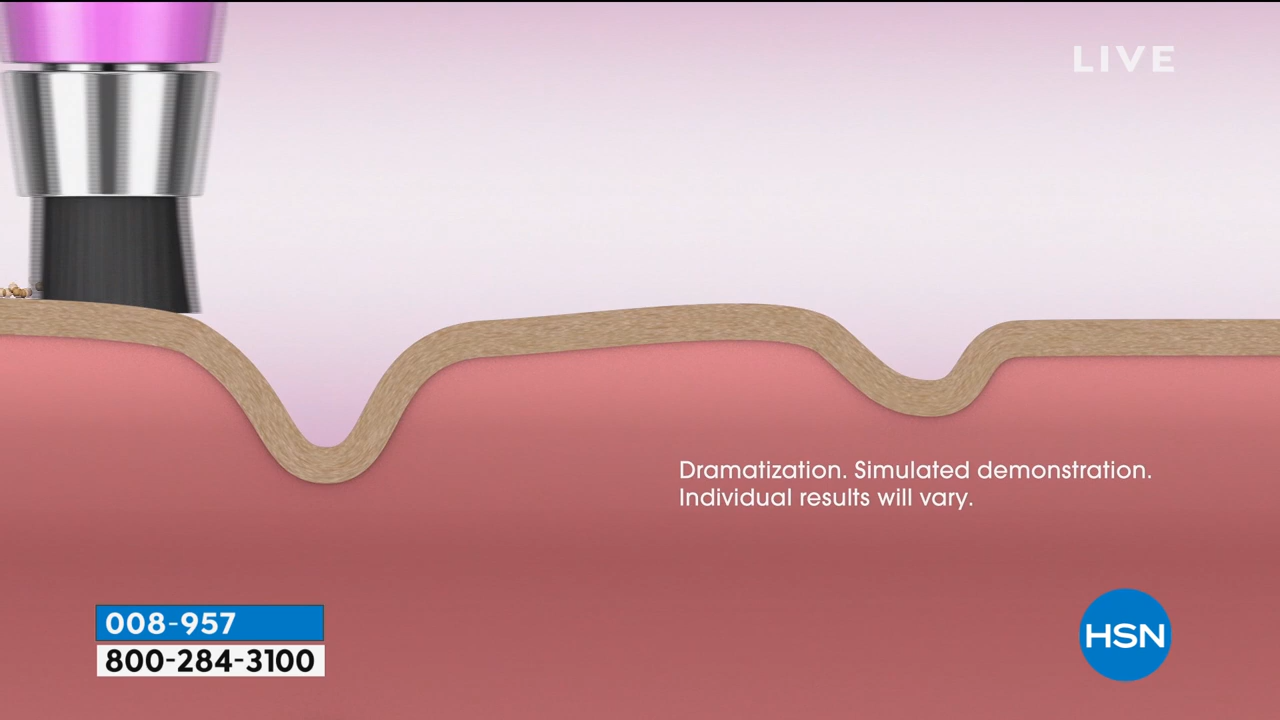 LIVE
Dramatization. Simulated demonstration.
Individual results will vary.
008-957
800-284-3100
HSN